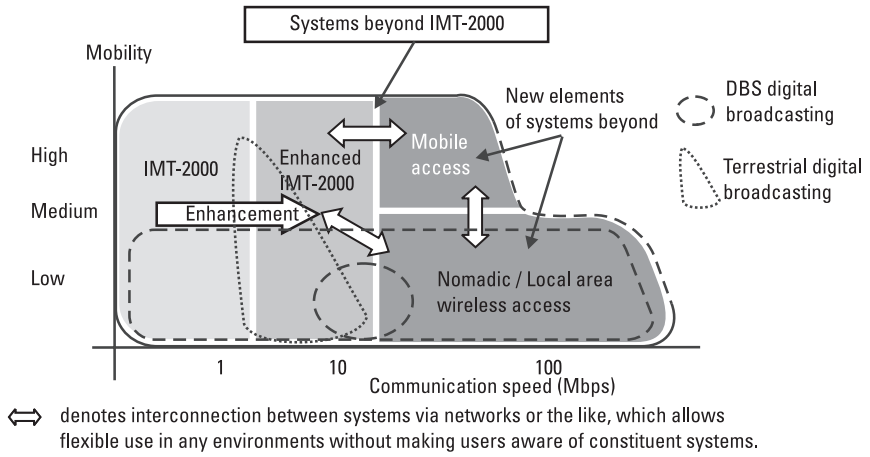 Systems beyond IMT-2000
Mobility
New elements
of systems beyond
DBS digital
broadcasting
Terrestrial digital
broadcasting
High
Medium
Low
IMT-2000
Enhanced
IMT-2000
Mobile
access
Enhancement
Nomadic / Local area
wireless access
1
10
100
Communication speed (Mbps)
denotes interconnection between systems via networks or the like, which allows
flexible use in any environments without making users aware of constituent systems.